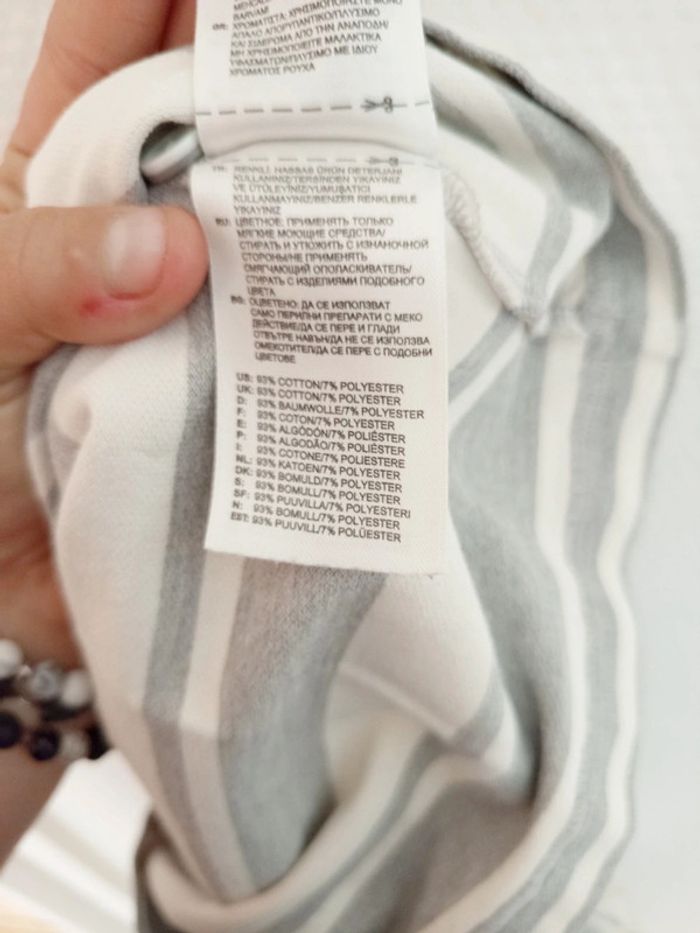 BARVAMI
GR: ΧΡΩΜΑΤΙΣΤΑ: ΧΡΗΣΙΜΟΠΟΙΕΙΣΤΕ ΜΟΝΟ
ΑΠΑΛΟ ΑΠΟΡΥΠΑΝΤΙΚΟ/ΠΛΥΣΙΜΟ
ΚΑΙ ΣΙΔΕΡΩΜΑ ΑΠΟ ΤΗΝ ΑΝΑΠΟΔΗ/
ΜΗ ΧΡΗΣΙΜΟΠΟΙΕΙΤΕ ΜΑΛΑΚΤΙΚΑ
ΥΦΑΣΜΑΤΩΝ/ΠΛΥΣΙΜΟ ΜΕ ΙΔΙΟΥ
ΧΡΩΜΑΤΟΣ ΡΟΥΧΑ
TR: RENKLI: HASSAS ÜRÜN DETERJANI
KULLANINIZ/TERSİNDEN YIKAYINIZ
VE ÜTÜLEYİNİZ/YUMUŞATICI
KULLANMAYINIZ/BENZER RENKLERLE
YIKAYINIZ
RU: ЦВЕТНОЕ: ПРИМЕНЯТЬ ТОЛЬКО
МЯГКИЕ МОЮЩИЕ СРЕДСТВА/
СТИРАТЬ И УТЮЖИТЬ С ИЗНАНОЧНОЙ
СТОРОНЫ/НЕ ПРИМЕНЯТЬ
СМЯГЧАЮЩИЙ ОПОЛАСКИВАТЕЛЬ/
СТИРАТЬ С ИЗДЕЛИЯМИ ПОДОБНОГО
ЦВЕТА
BG: ОЦВЕТЕНО: ДА СЕ ИЗПОЛЗВАТ
САМО ПЕРИЛНИ ПРЕПАРАТИ С МЕКО
ДЕЙСТВИЕ/ДА СЕ ПЕРЕ И ГЛАДИ
ОТВЪТРЕ НАВЪН/ДА НЕ СЕ ИЗПОЛЗВА
ОМЕКОТИТЕЛ/ДА СЕ ПЕРЕ С ПОДОБНИ
ЦВЕТОВЕ
US: 93% COTTON/7% POLYESTER
UK: 93% COTTON/7% POLYESTER
D: 93% BAUMWOLLE/7% POLYESTER
F: 93% COTON/7% POLYESTER
E: 93% ALGODÓN/7% POLIÉSTER
P: 93% ALGODÃO/7% POLIÉSTER
I: 93% COTONE/7% POLIESTERE
NL: 93% KATOEN/7% POLYESTER
DK: 93% BOMULD/7% POLYESTER
S: 93% BOMULL/7% POLYESTER
SF: 93% PUUVILLA/7% POLYESTERI
N: 93% BOMULL/7% POLYESTER
EST: 93% PUUVILL/7% POLÜESTER